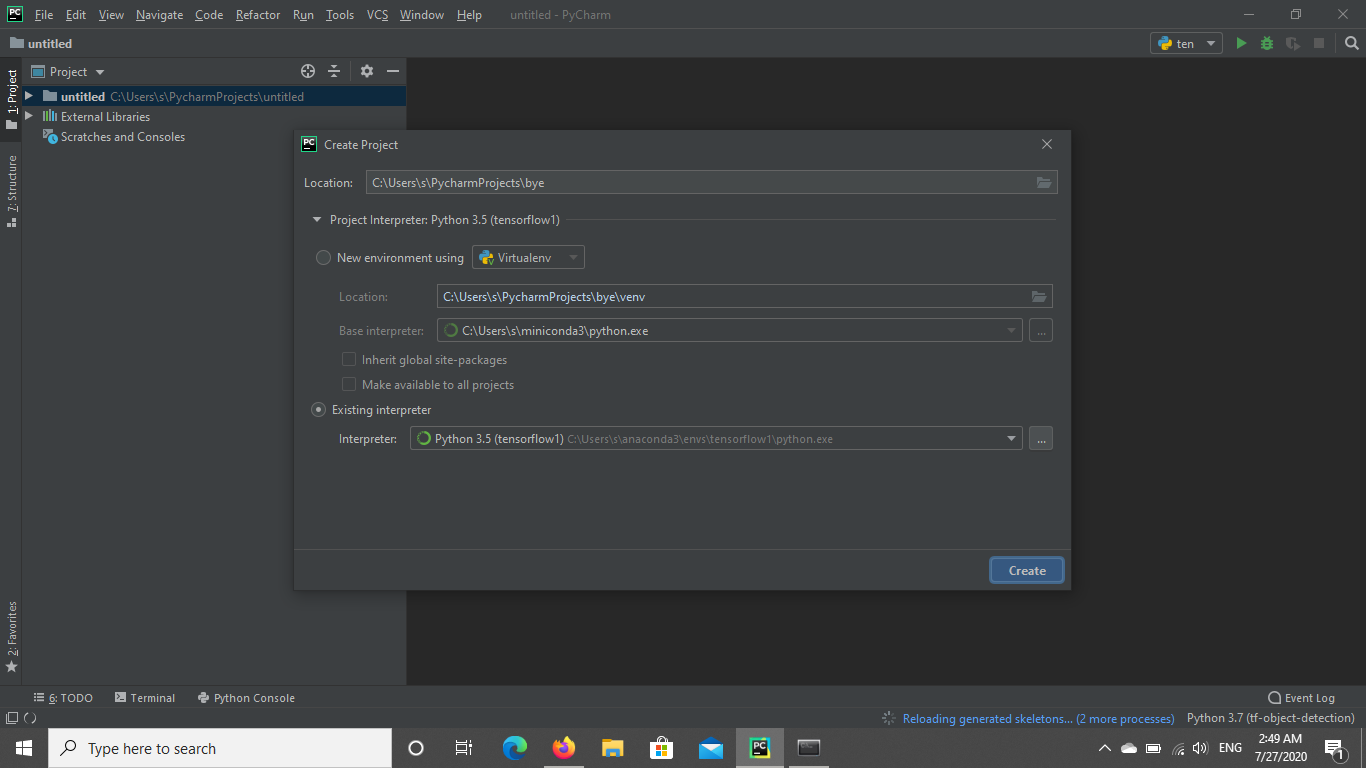 PC File Edit View Navigate Code Refactor Run Tools VCS Window Help untitled - PyCharm
untitled ten
1: Project
Project
untitled C:\Users\s\PycharmProjects\untitled
External Libraries
Scratches and Consoles
7: Structure
2: Favorites
PC Create Project
Location: C:\Users\s\PycharmProjects\bye
Project Interpreter: Python 3.5 (tensorflow1)
New environment using Virtualenv
Location: C:\Users\s\PycharmProjects\bye\venv
Base interpreter: C:\Users\s\miniconda3\python.exe ...
Inherit global site-packages
Make available to all projects
Existing interpreter
Interpreter: Python 3.5 (tensorflow1) C:\Users\s\anaconda3\envs\tensorflow1\python.exe ...
Create
6: TODO Terminal Python Console Event Log
Reloading generated skeletons... (2 more processes) Python 3.7 (tf-object-detection)
Type here to search PC ENG 2:49 AM 1
7/27/2020